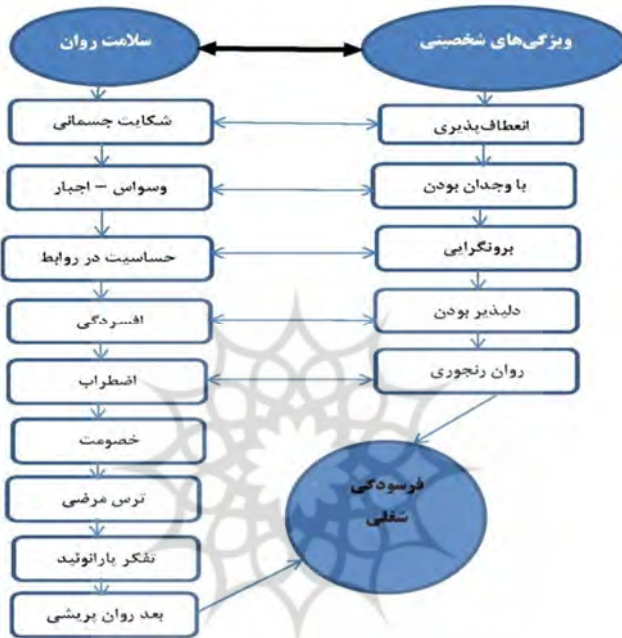 ویژگی‌های شخصیتی
سلامت روان
انعطاف‌پذیری
شکایت جسمانی
با وجدان بودن
وسواس – اجبار
برونگرایی
حساسیت در روابط
دلپذیر بودن
افسردگی
روان رنجوری
اضطراب
خصومت
فرسودگی
شغلی
ترس مرضی
تفکر پارانوئید
بعد روان پریشی